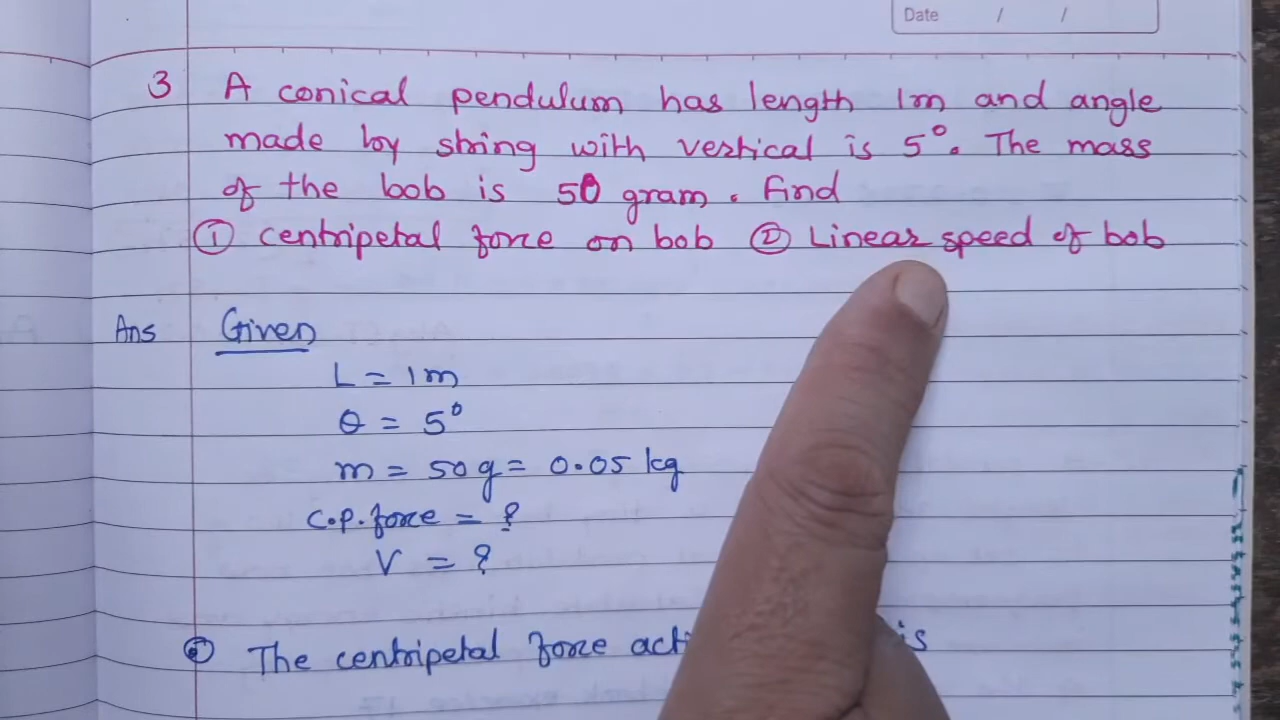 Date / /
3 A conical pendulum has length 1m and angle
made by string with vertical is 5°. The mass
of the bob is 50 gram. Find
① centripetal force on bob ② Linear speed of bob
Ans Given
L = 1m
θ = 5°
m = 50g = 0.05 kg
C.p. force = ?
V = ?
The centripetal force is